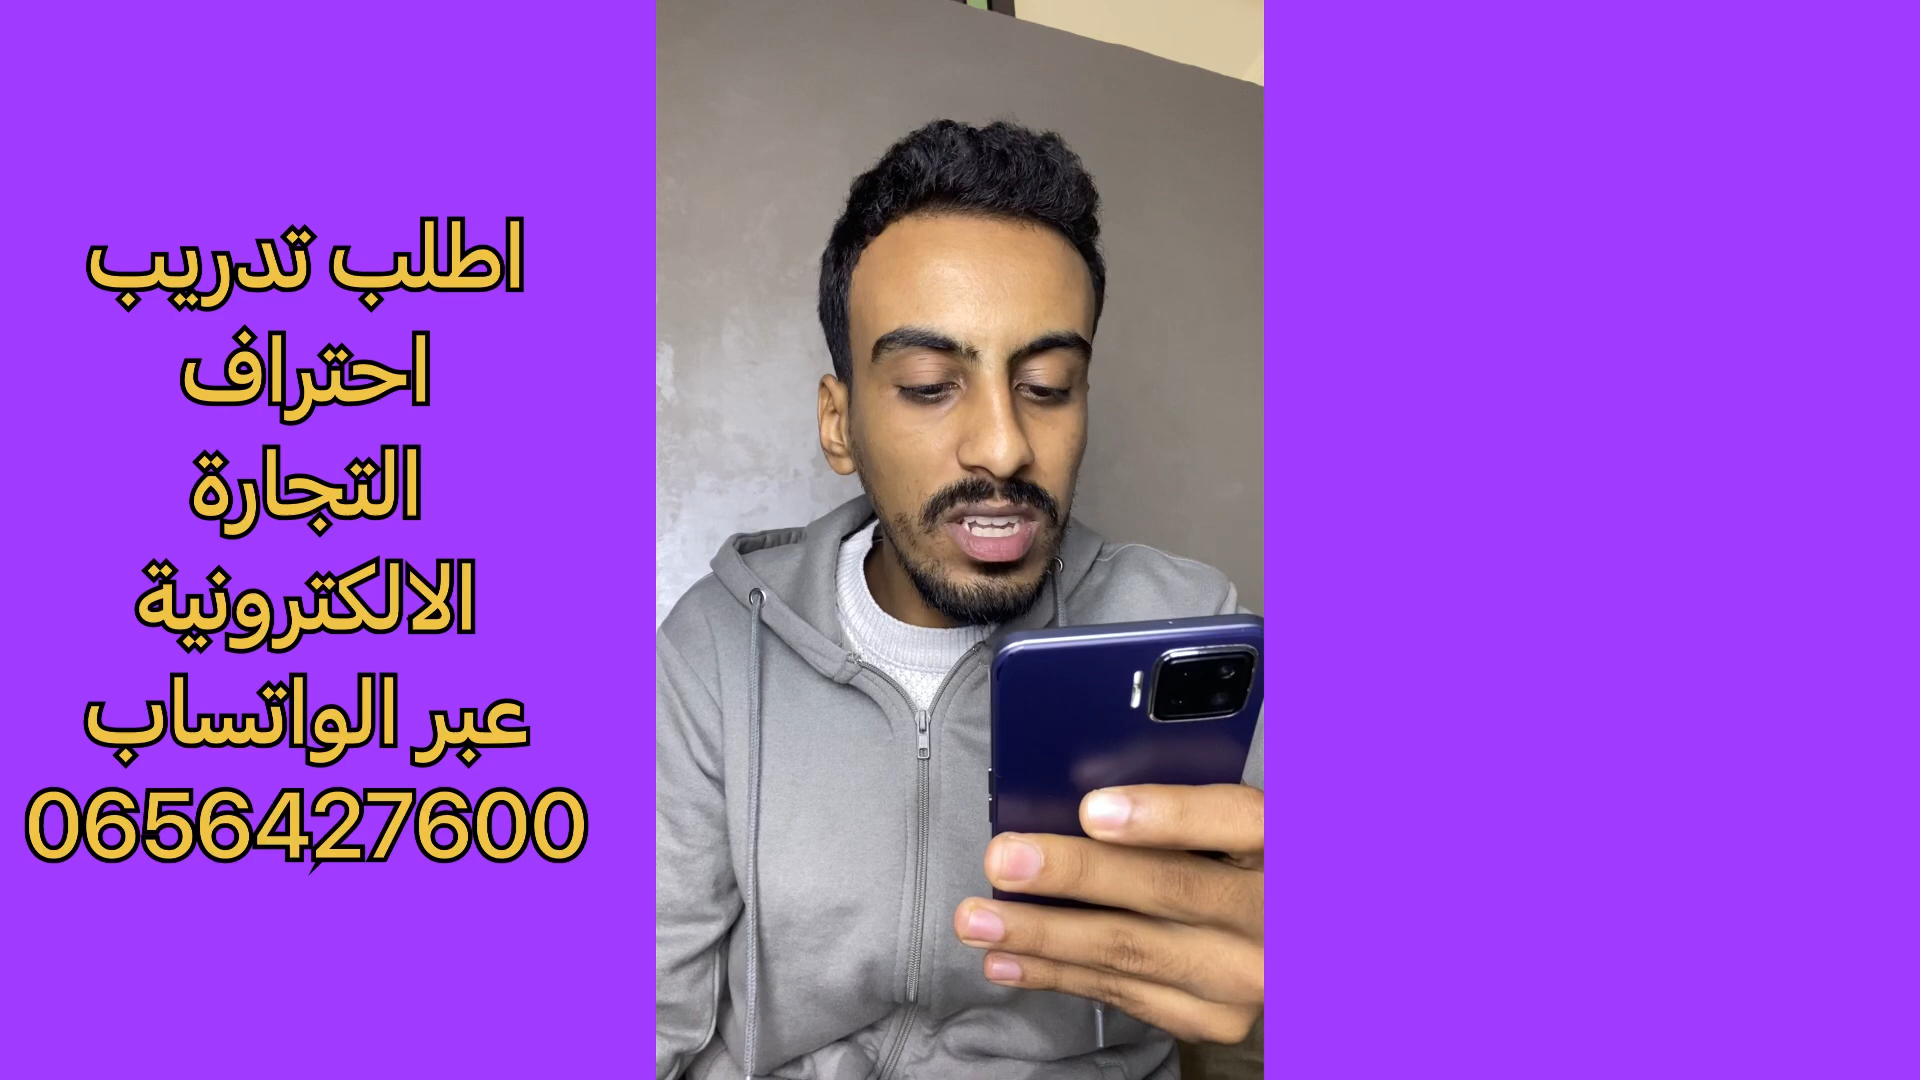 اطلب تدريب
احتراف
التجارة
الالكترونية
عبر الواتساب
0656427600